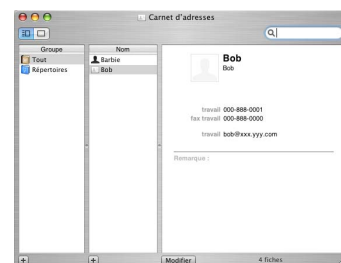 Carnet d'adresses
Groupe
Nom
Tout
Répertoires
Barbie
Bob
Bob
Bob
travail 000-888-0001
fax travail 000-888-0000
travail bob@xxx.yyy.com
Remarque :
+
+
Modifier
4 fiches